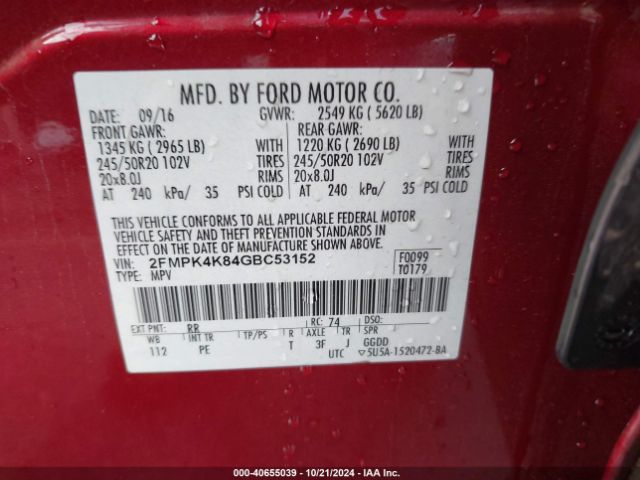 MFD. BY FORD MOTOR CO.
DATE: 09/16 GVWR: 2549 KG ( 5620 LB)
FRONT GAWR: REAR GAWR:
1345 KG ( 2965 LB) WITH 1220 KG ( 2690 LB) WITH
245/50R20 102V TIRES 245/50R20 102V TIRES
20x8.0J RIMS 20x8.0J RIMS
AT 240 kPa/ 35 PSI COLD AT 240 kPa/ 35 PSI COLD
THIS VEHICLE CONFORMS TO ALL APPLICABLE FEDERAL MOTOR
VEHICLE SAFETY AND THEFT PREVENTION STANDARDS
IN EFFECT ON THE DATE OF MANUFACTURE SHOWN ABOVE.
VIN: 2FMPK4K84GBC53152 F0099
TYPE: MPV T0179
EXT PNT: RR RC: 74 DSO:
WB INT TR TP/PS R AXLE TR SPR
112 PE T 3F J GGDD
UTC ▽5U5A-1520472-BA
00-40655039 - 10/21/2024 - IAA Inc.